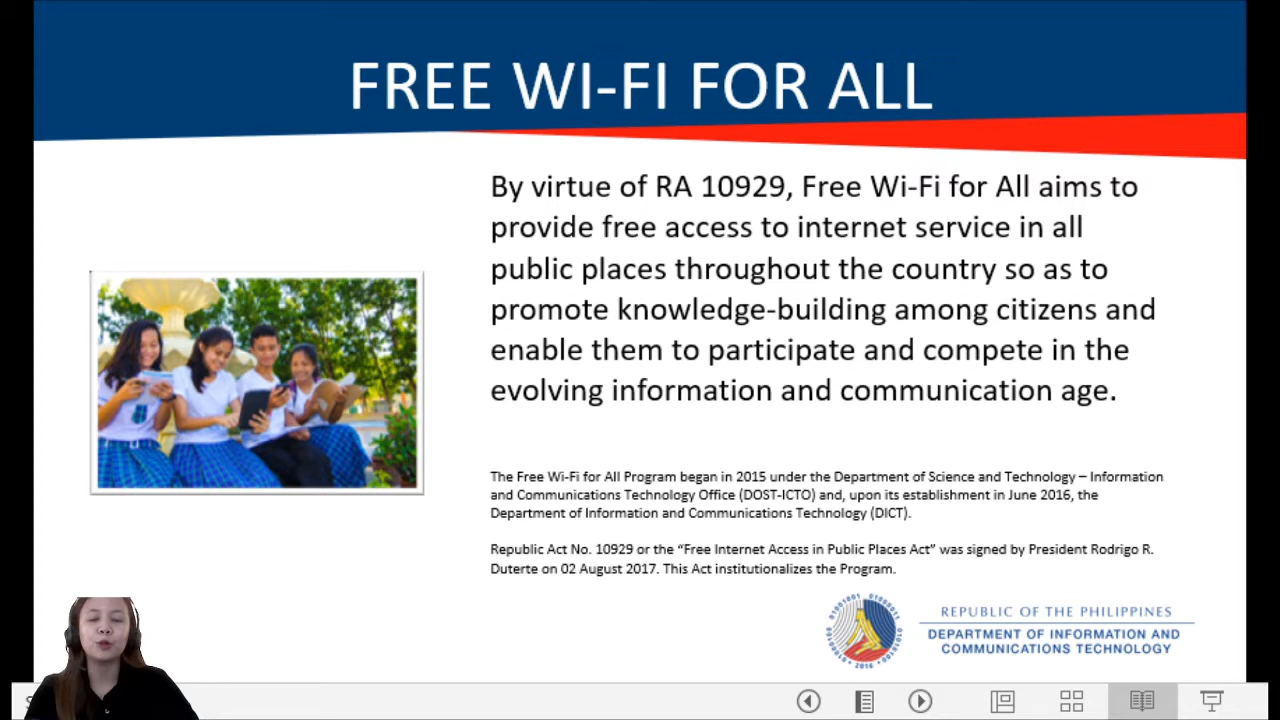 FREE WI-FI FOR ALL
By virtue of RA 10929, Free Wi-Fi for All aims to
provide free access to internet service in all
public places throughout the country so as to
promote knowledge-building among citizens and
enable them to participate and compete in the
evolving information and communication age.
The Free Wi-Fi for All Program began in 2015 under the Department of Science and Technology – Information
and Communications Technology Office (DOST-ICTO) and, upon its establishment in June 2016, the
Department of Information and Communications Technology (DICT).
Republic Act No. 10929 or the “Free Internet Access in Public Places Act” was signed by President Rodrigo R.
Duterte on 02 August 2017. This Act institutionalizes the Program.
2016
REPUBLIC OF THE PHILIPPINES
DEPARTMENT OF INFORMATION AND
COMMUNICATIONS TECHNOLOGY